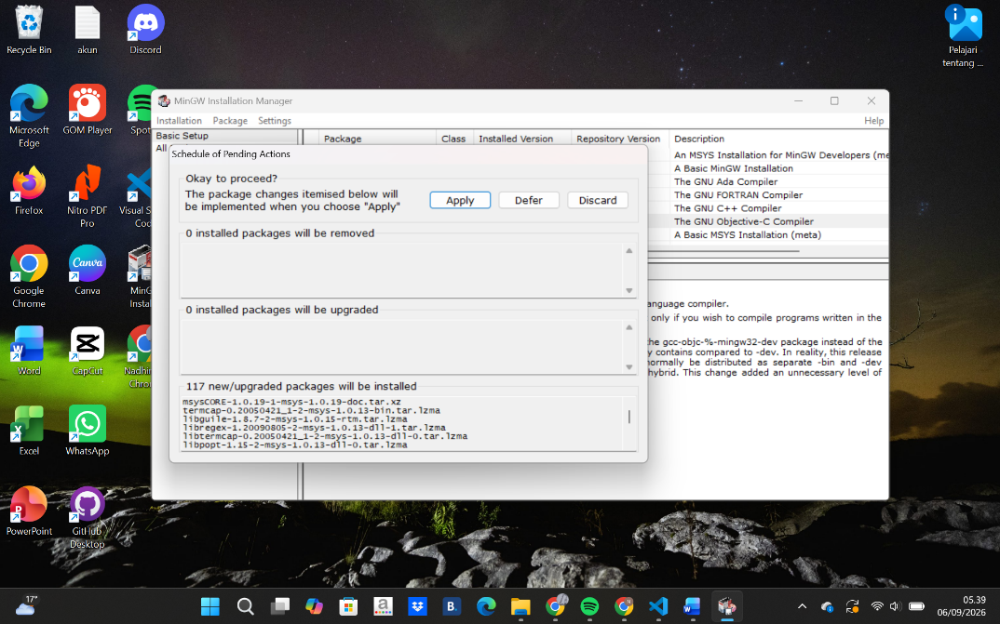 Recycle Bin
akun
Discord
Pelajari
tentang ...
Microsoft
Edge
GOM Player
Spot
Firefox
Nitro PDF
Pro
Visual S
Coc
Google
Chrome
Canva
MinG
Instal
Word
CapCut
Nadhi
Chro
Excel
WhatsApp
PowerPoint
GitHub
Desktop
MinGW Installation Manager
Installation Package Settings
Help
Basic Setup
All
Package Class Installed Version Repository Version Description
An MSYS Installation for MinGW Developers (me
A Basic MinGW Installation
The GNU Ada Compiler
The GNU FORTRAN Compiler
The GNU C++ Compiler
The GNU Objective-C Compiler
A Basic MSYS Installation (meta)
anguage compiler.
only if you wish to compile programs written in the
he gcc-objc-%-mingw32-dev package instead of the
y contains compared to -dev. In reality, this release
normally be distributed as separate -bin and -dev
hybrid. This change added an unnecessary level of
Schedule of Pending Actions
Okay to proceed?
The package changes itemised below will
be implemented when you choose "Apply"
Apply Defer Discard
0 installed packages will be removed
0 installed packages will be upgraded
117 new/upgraded packages will be installed
msysCORE-1.0.19-1-msys-1.0.19-doc.tar.xz
termcap-0.20050421_1-2-msys-1.0.13-bin.tar.lzma
libguile-1.8.7-2-msys-1.0.15-rtm.tar.lzma
libregex-1.20090805-2-msys-1.0.13-dll-1.tar.lzma
libtermcap-0.20050421_1-2-msys-1.0.13-dll-0.tar.lzma
libpopt-1.15-2-msys-1.0.13-dll-0.tar.lzma
17°
05.39
06/09/2026